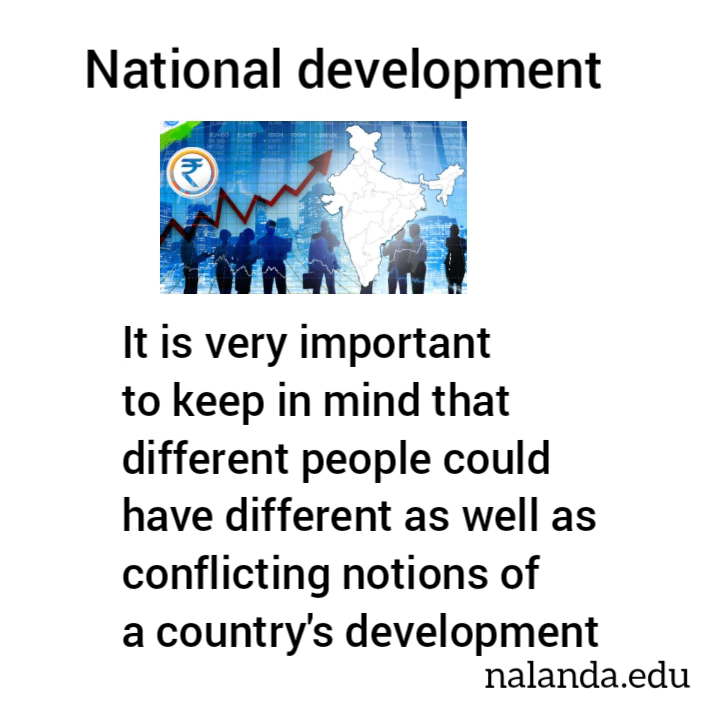 National development
₹
It is very important
to keep in mind that
different people could
have different as well as
conflicting notions of
a country's development
nalanda.edu